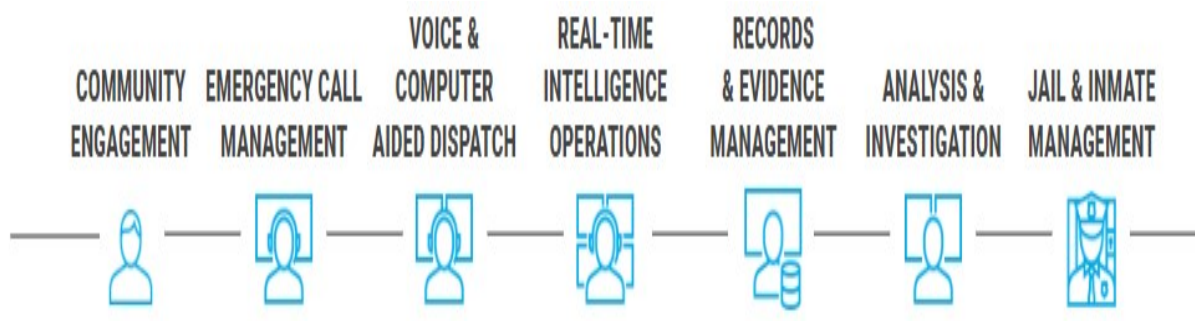 COMMUNITY
ENGAGEMENT
EMERGENCY CALL
MANAGEMENT
VOICE &
COMPUTER
AIDED DISPATCH
REAL-TIME
INTELLIGENCE
OPERATIONS
RECORDS
& EVIDENCE
MANAGEMENT
ANALYSIS &
INVESTIGATION
JAIL & INMATE
MANAGEMENT